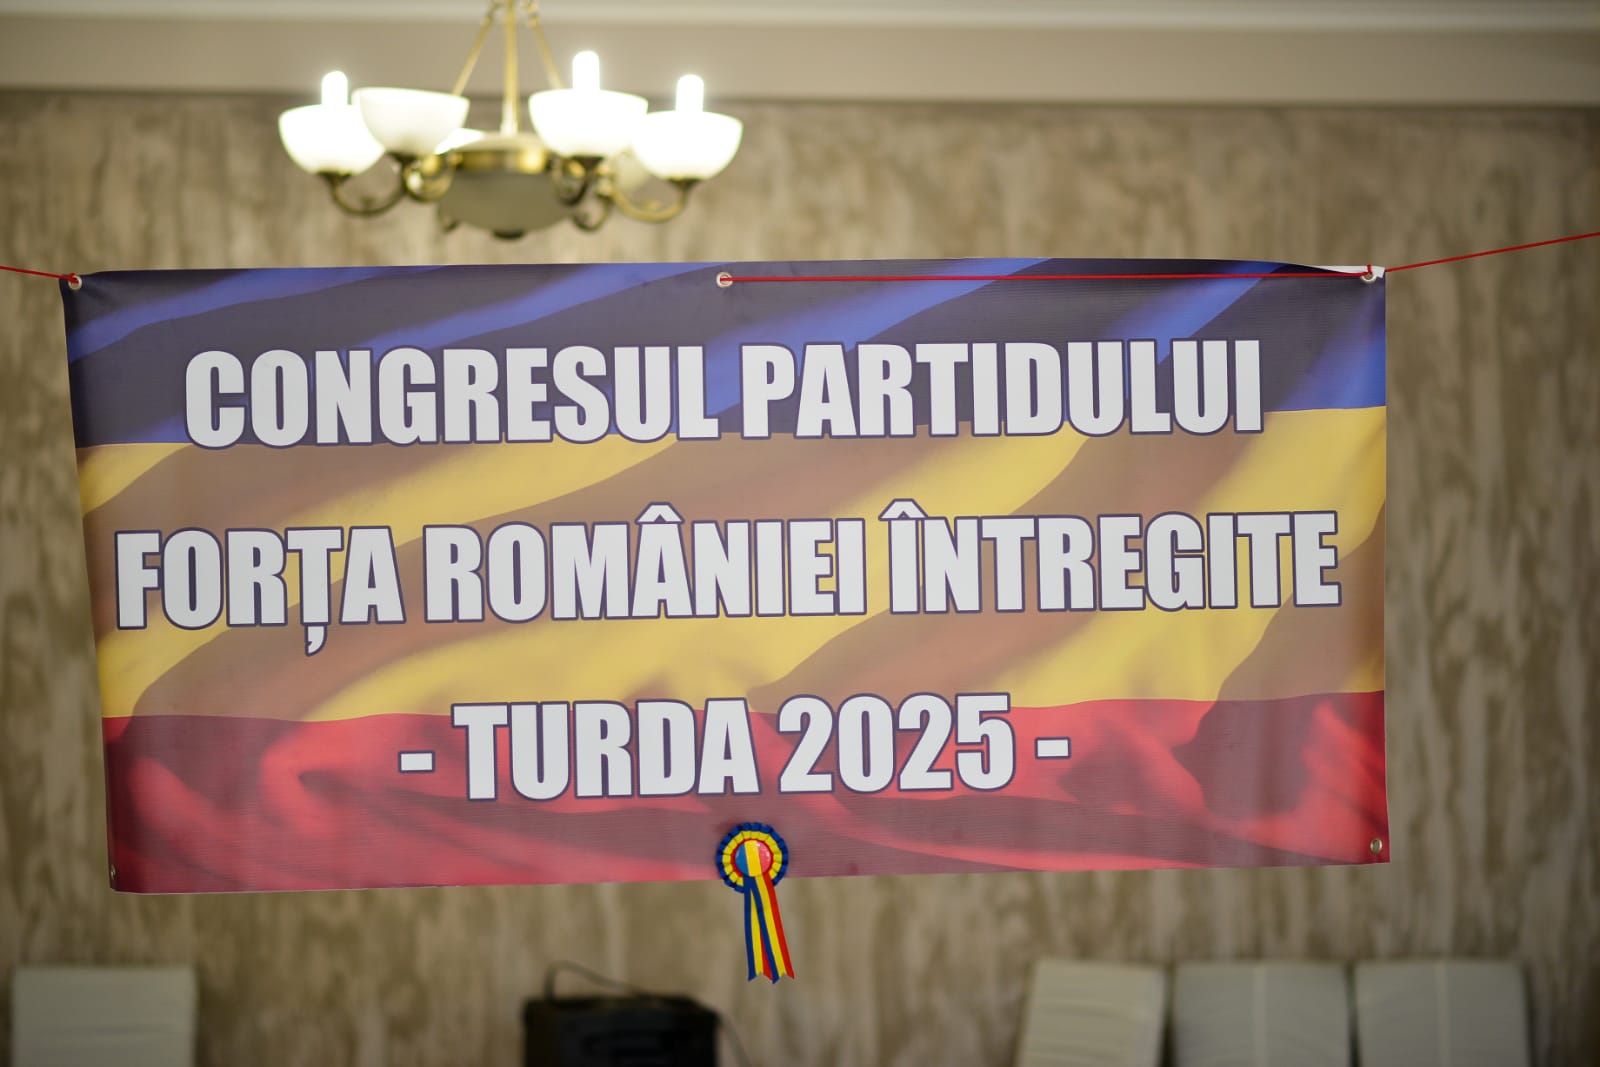 CONGRESUL PARTIDULUI
FORȚA ROMÂNIEI ÎNTREGITE
- TURDA 2025 -